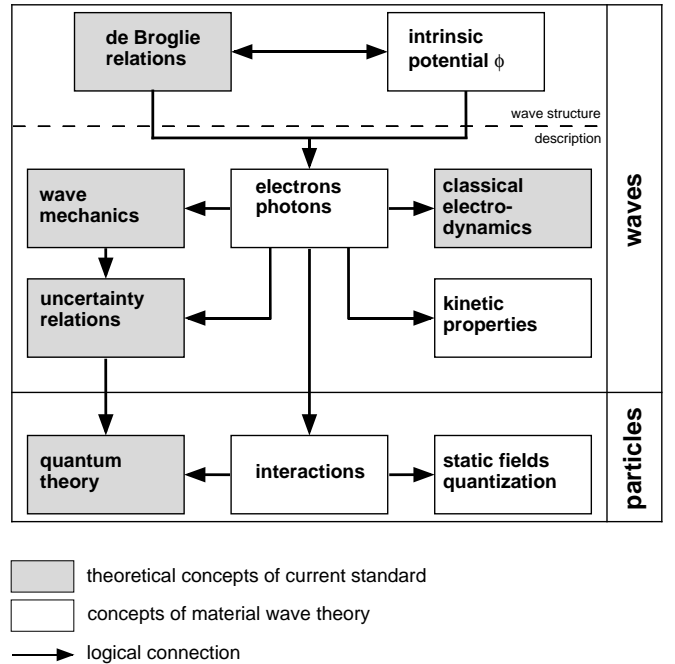 de Broglie
relations
intrinsic
potential ϕ
wave structure
description
wave
mechanics
electrons
photons
classical
electro-
dynamics
uncertainty
relations
kinetic
properties
waves
quantum
theory
interactions
static fields
quantization
particles
theoretical concepts of current standard
concepts of material wave theory
logical connection